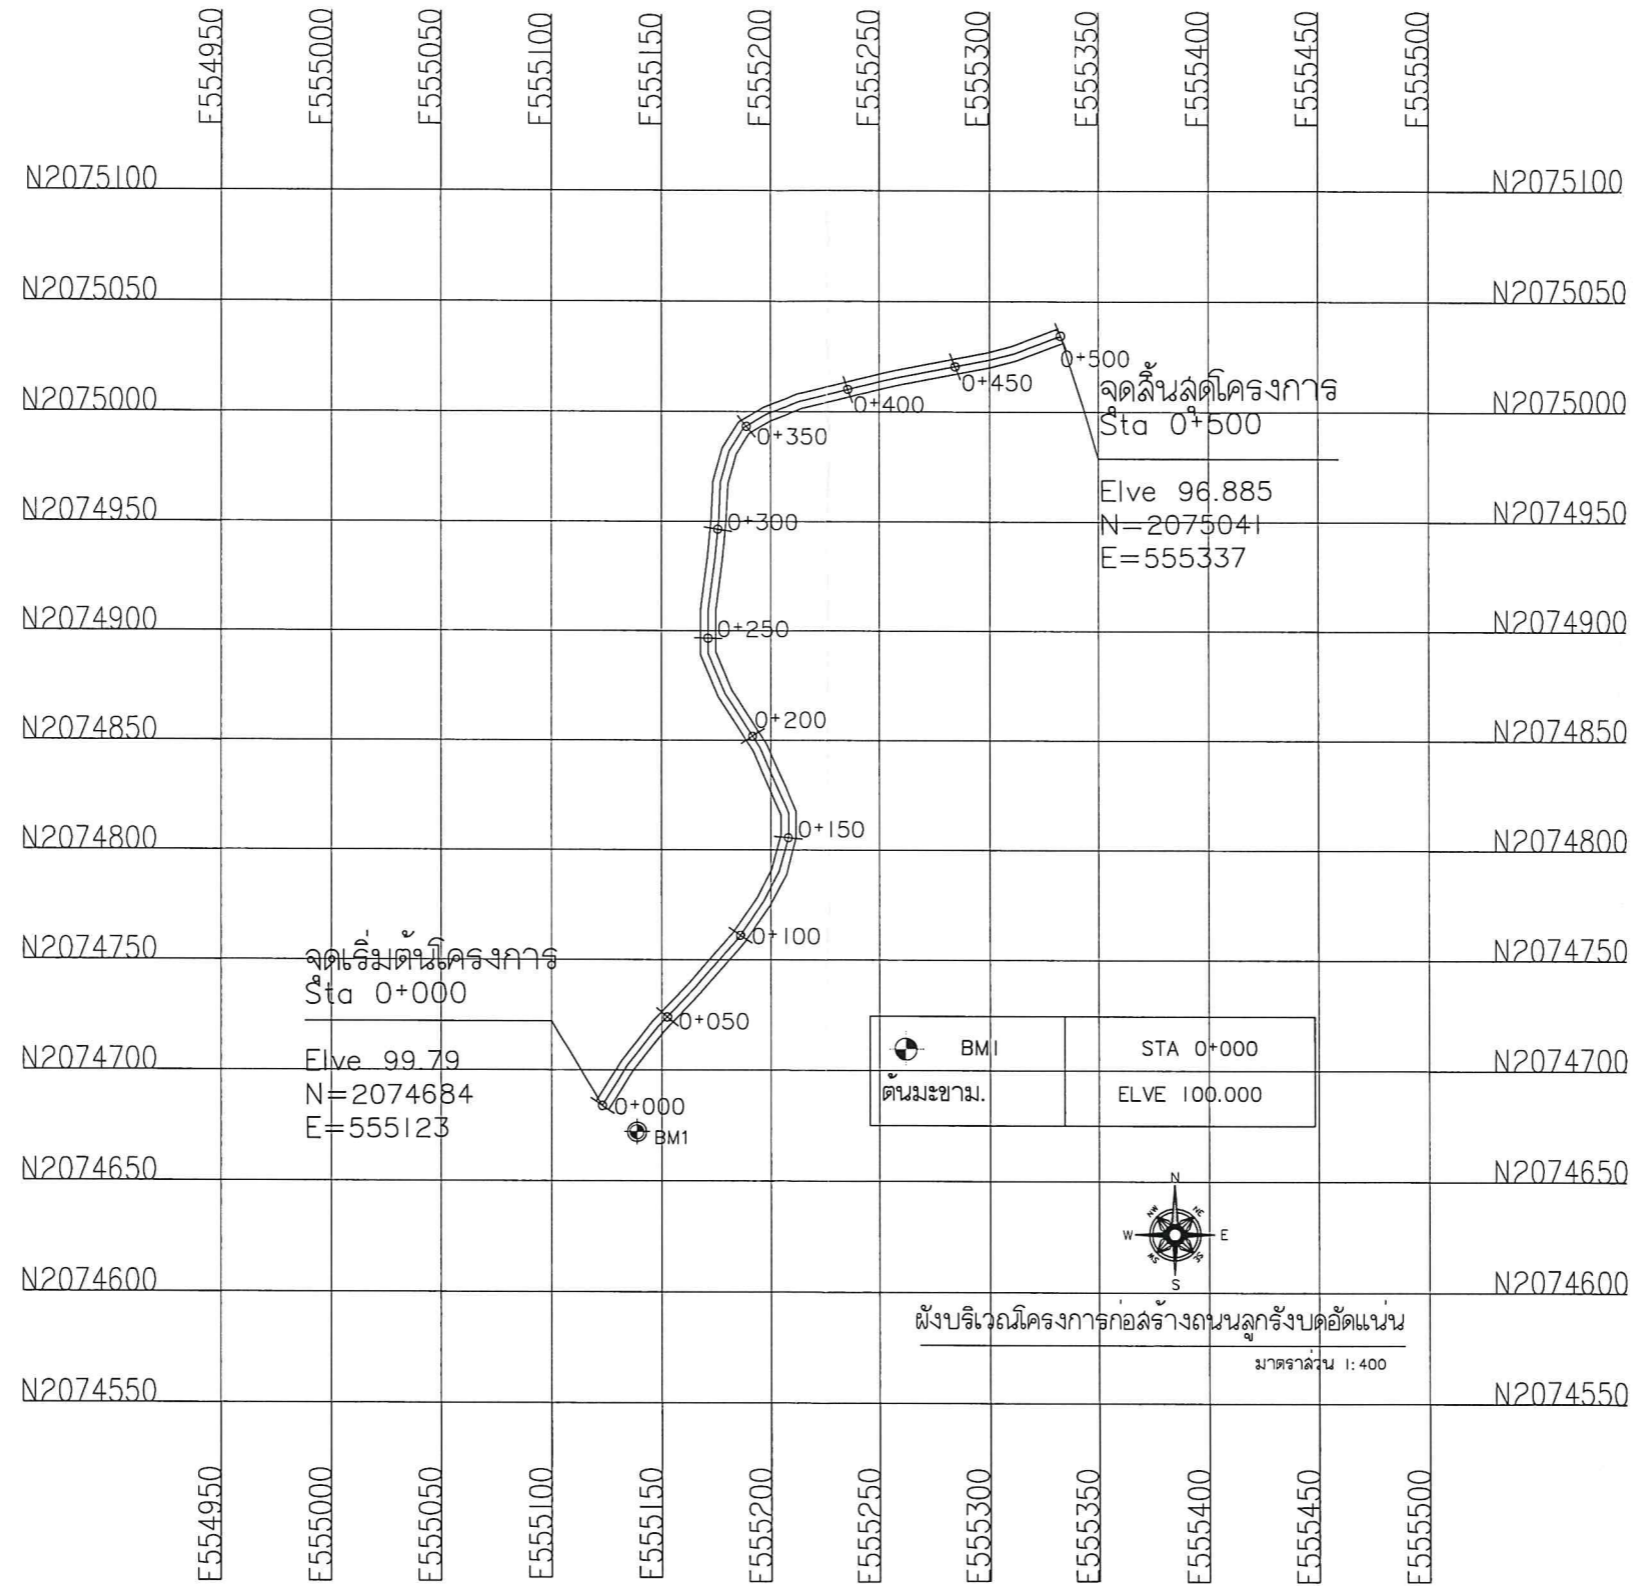 E554950
E555000
E555050
E555100
E555150
E555200
E555250
E555300
E555350
E555400
E555450
E555500
N2075100
N2075100
N2075050
N2075050
0+500
0+450
0+400
จุดสิ้นสุดโครงการ
Sta 0+500
N2075000
N2075000
0+350
Elve 96.885
N=2075041
E=555337
N2074950
0+300
N2074950
N2074900
0+250
N2074900
N2074850
0+200
N2074850
N2074800
0+150
N2074800
N2074750
0+100
N2074750
จุดเริ่มต้นโครงการ
Sta 0+000
Elve 99.79
N=2074684
E=555123
0+050
N2074700
N2074700
0+000
BM1
BM1
STA 0+000
ต้นมะขาม.
ELVE 100.000
N2074650
N2074650
N
NW
NE
W
E
SW
SE
S
N2074600
N2074600
ผังบริเวณโครงการก่อสร้างถนนลูกรังบดอัดแน่น
มาตราส่วน 1:400
N2074550
N2074550
E554950
E555000
E555050
E555100
E555150
E555200
E555250
E555300
E555350
E555400
E555450
E555500